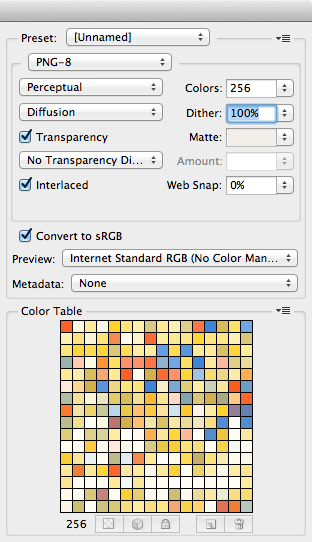 Preset: [Unnamed]
PNG-8
Perceptual Colors: 256
Diffusion Dither: 100%
Transparency Matte:
No Transparency Di... Amount:
Interlaced Web Snap: 0%
Convert to sRGB
Preview: Internet Standard RGB (No Color Man...
Metadata: None
Color Table
256